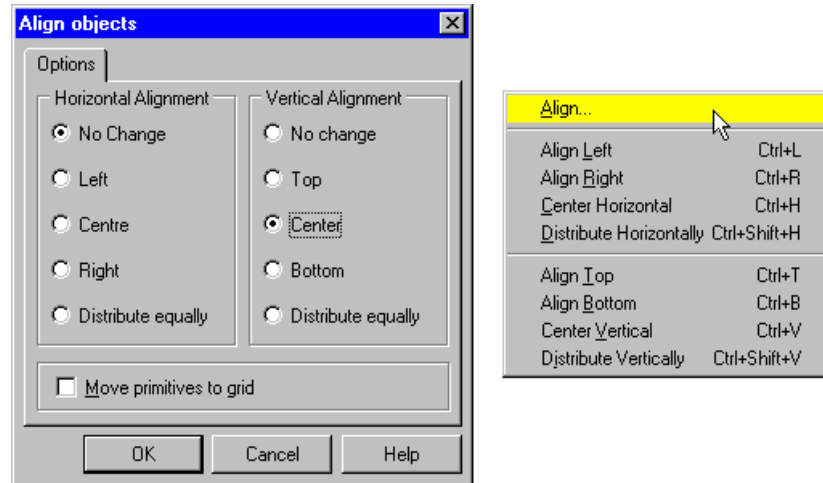 Align objects
Options
Horizontal Alignment
No Change
Left
Centre
Right
Distribute equally
Vertical Alignment
No change
Top
Center
Bottom
Distribute equally
Move primitives to grid
OK Cancel Help
Align...
Align Left Ctrl+L
Align Right Ctrl+R
Center Horizontal Ctrl+H
Distribute Horizontally Ctrl+Shift+H
Align Top Ctrl+T
Align Bottom Ctrl+B
Center Vertical Ctrl+V
Distribute Vertically Ctrl+Shift+V